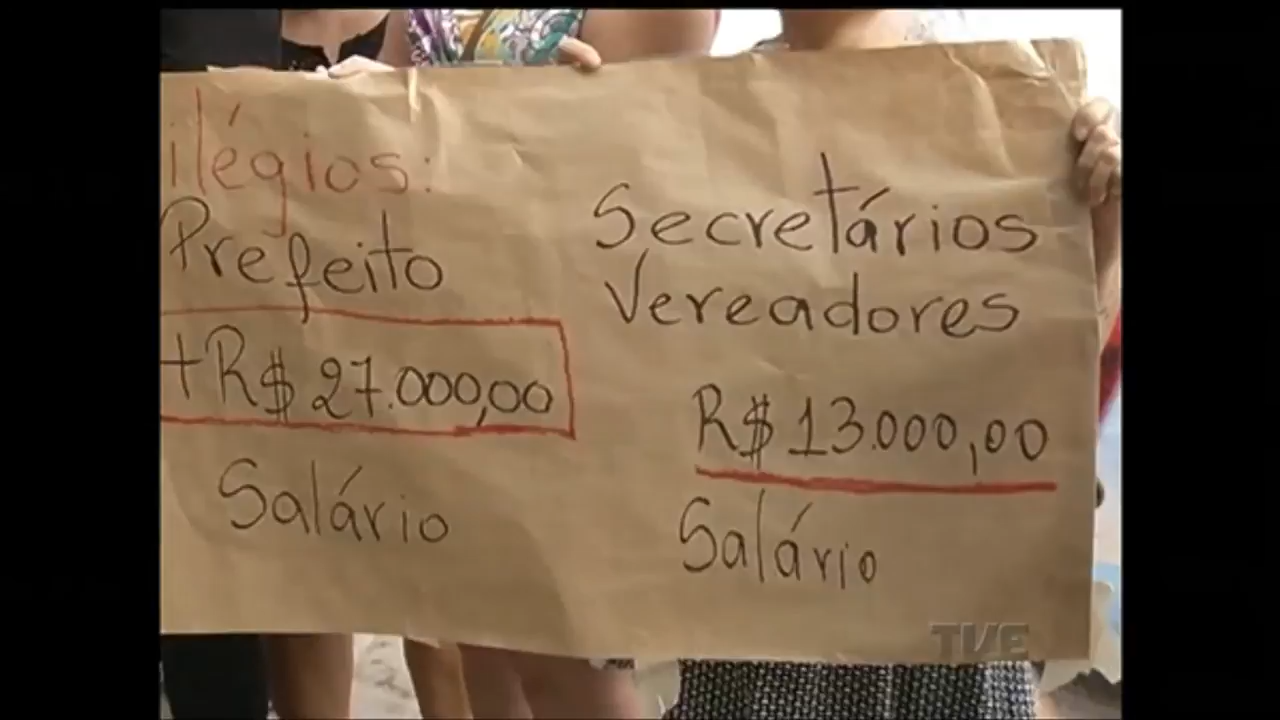 ilégios:
Prefeito
+R$ 27.000,00
Salário
Secretários
Vereadores
R$ 13.000,00
Salário
TVE